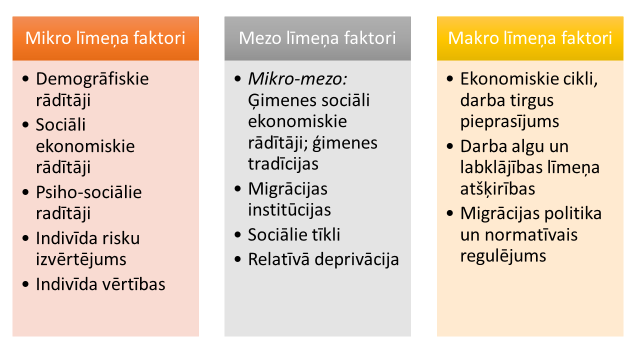 Mikro līmeņa faktori
• Demogrāfiskie
rādītāji
• Sociāli
ekonomiskie
rādītāji
• Psiho-sociālie
radītāji
• Indivīda risku
izvērtējums
• Indivīda vērtības
Mezo līmeņa faktori
• Mikro-mezo:
Ģimenes sociāli
ekonomiskie
rādītāji; ģimenes
tradīcijas
• Migrācijas
institūcijas
• Sociālie tīkli
• Relatīvā deprivācija
Makro līmeņa faktori
• Ekonomiskie cikli,
darba tirgus
pieprasījums
• Darba algu un
labklājības līmeņa
atšķirības
• Migrācijas politika
un normatīvais
regulējums